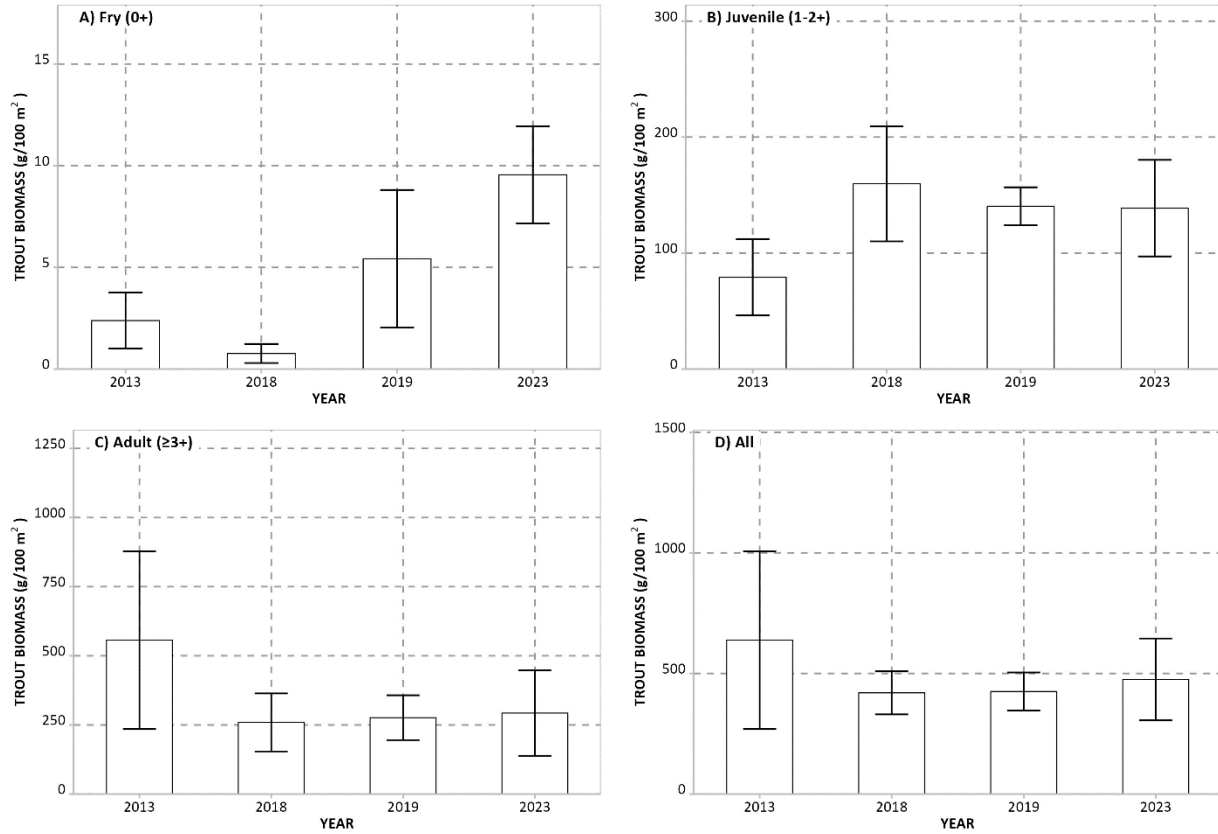 A) Fry (0+)
TROUT BIOMASS (g/100 m²)
15
10
5
0
2013 2018 2019 2023
YEAR
B) Juvenile (1-2+)
TROUT BIOMASS (g/100 m²)
300
200
100
0
2013 2018 2019 2023
YEAR
C) Adult (≥3+)
TROUT BIOMASS (g/100 m²)
1250
1000
750
500
250
0
2013 2018 2019 2023
YEAR
D) All
TROUT BIOMASS (g/100 m²)
1500
1000
500
0
2013 2018 2019 2023
YEAR